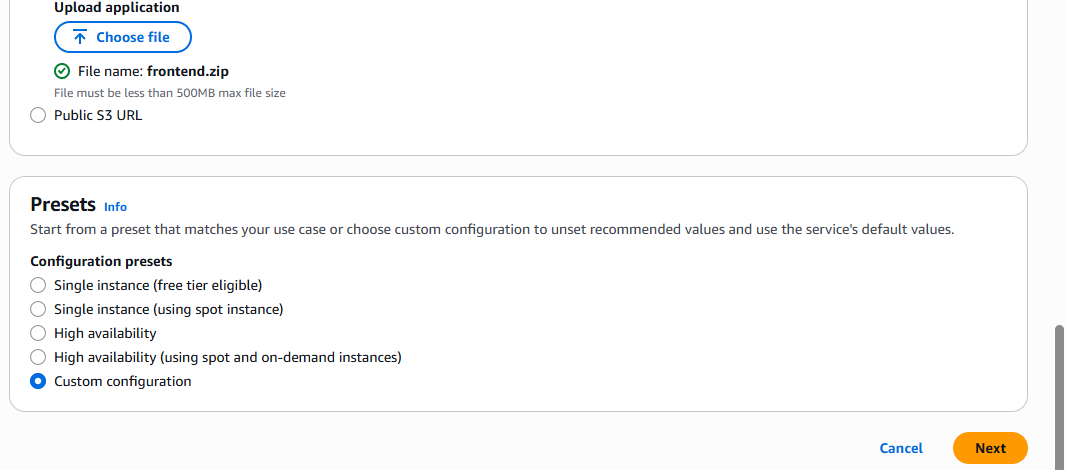 Upload application
Choose file
File name: frontend.zip
File must be less than 500MB max file size
Public S3 URL
Presets Info
Start from a preset that matches your use case or choose custom configuration to unset recommended values and use the service's default values.
Configuration presets
Single instance (free tier eligible)
Single instance (using spot instance)
High availability
High availability (using spot and on-demand instances)
Custom configuration
Cancel Next